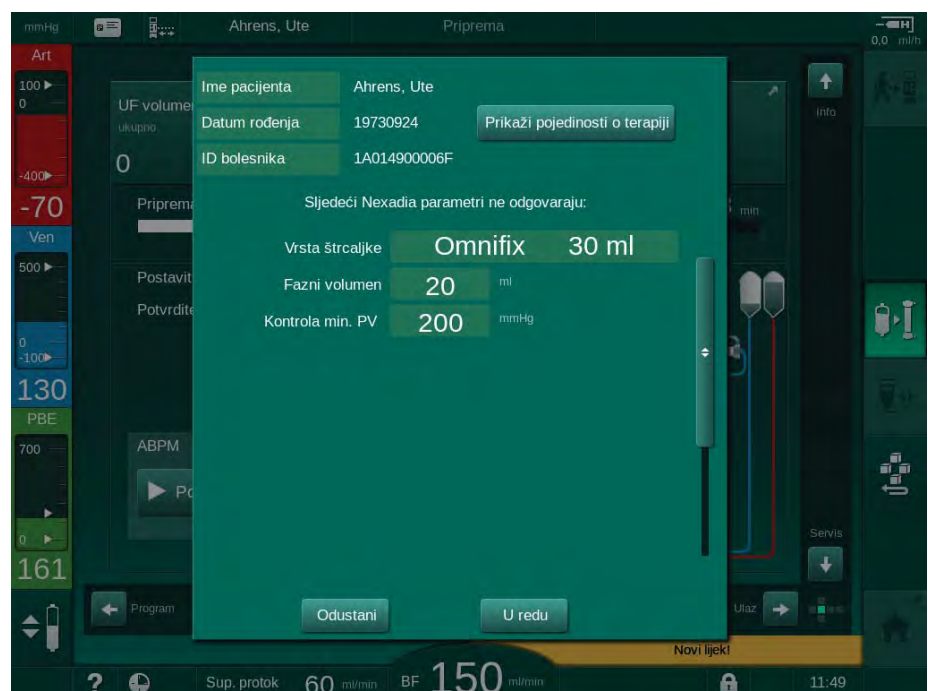 mmHg
Ahrens, Ute
Priprema
0,0 ml/h
Art
100
0
-400
-70
Ven
500
0
-100
130
PBE
700
0
161
UF volume
ukupno
0
Priprema
min
Postavit
Potvrdite
ABPM
Info
Servis
Program
Ulaz
Ime pacijenta Ahrens, Ute
Datum rođenja 19730924 Prikaži pojedinosti o terapiji
ID bolesnika 1A014900006F
Sljedeći Nexadia parametri ne odgovaraju:
Vrsta štrcaljke Omnifix 30 ml
Fazni volumen 20 ml
Kontrola min. PV 200 mmHg
Odustani U redu
Novi lijek!
? Sup. protok 60 ml/min BF 150 ml/min 11:49